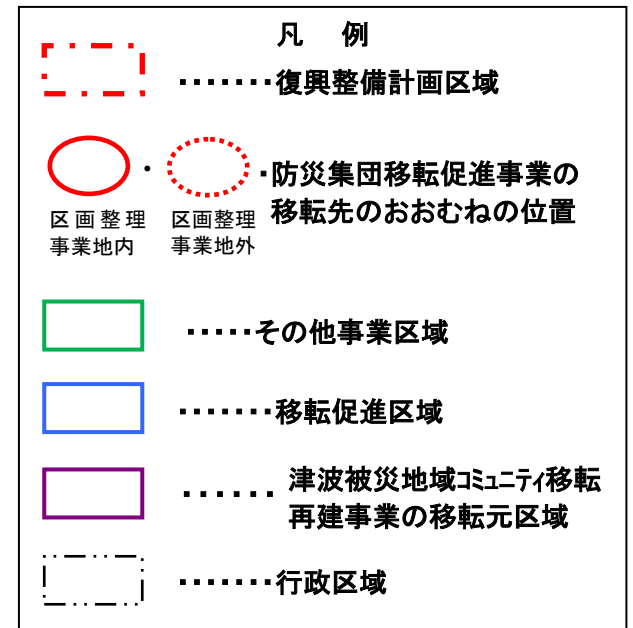 凡 例
・・・・・・・復興整備計画区域
・ ・防災集団移転促進事業の
移転先のおおむねの位置
区画整理 区画整理
事業地内 事業地外
・・・・・その他事業区域
・・・・・・・移転促進区域
・・・・・・ 津波被災地域コミュニティ移転
再建事業の移転元区域
・・・・・・・行政区域